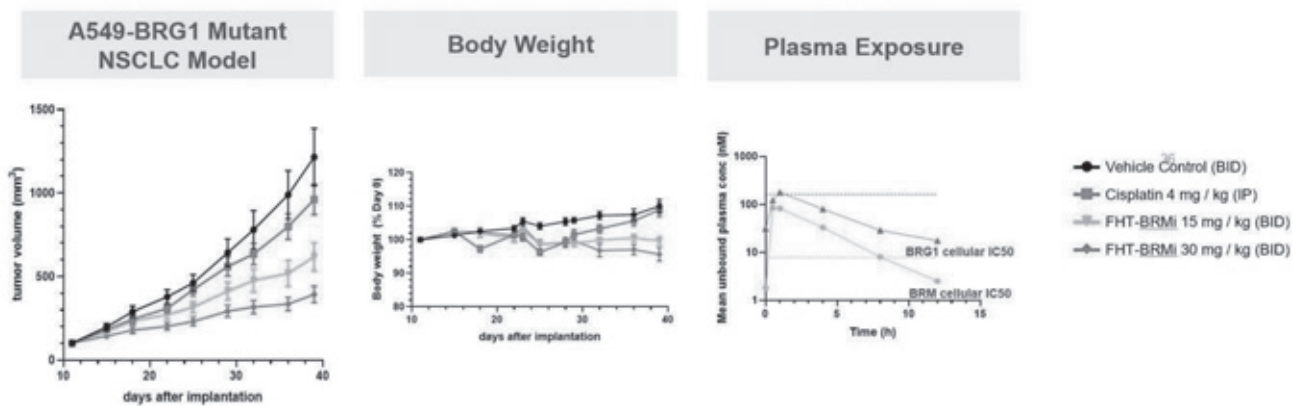 A549-BRG1 Mutant
NSCLC Model
Body Weight
Plasma Exposure
tumor volume (mm³)
1500
1000
500
0
10
20
30
40
days after implantation
Body weight (% Day 0)
120
110
100
90
80
10
20
30
40
days after implantation
Mean unbound plasma conc (nM)
1000
100
10
1
0
5
10
15
Time (h)
BRG1 cellular IC50
BRM cellular IC50
36
Vehicle Control (BID)
Cisplatin 4 mg / kg (IP)
FHT-BRMi 15 mg / kg (BID)
FHT-BRMi 30 mg / kg (BID)